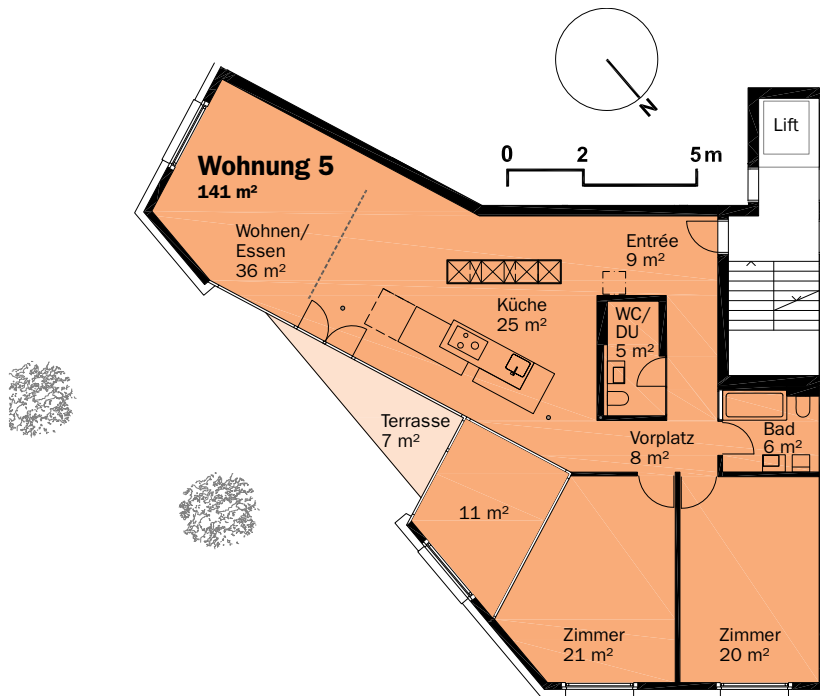 N
Lift
0 2 5 m
Wohnung 5
141 m²
Wohnen/
Essen
36 m²
Entrée
9 m²
Küche
25 m²
WC/
DU
5 m²
Terrasse
7 m²
Vorplatz
8 m²
Bad
6 m²
11 m²
Zimmer
21 m²
Zimmer
20 m²